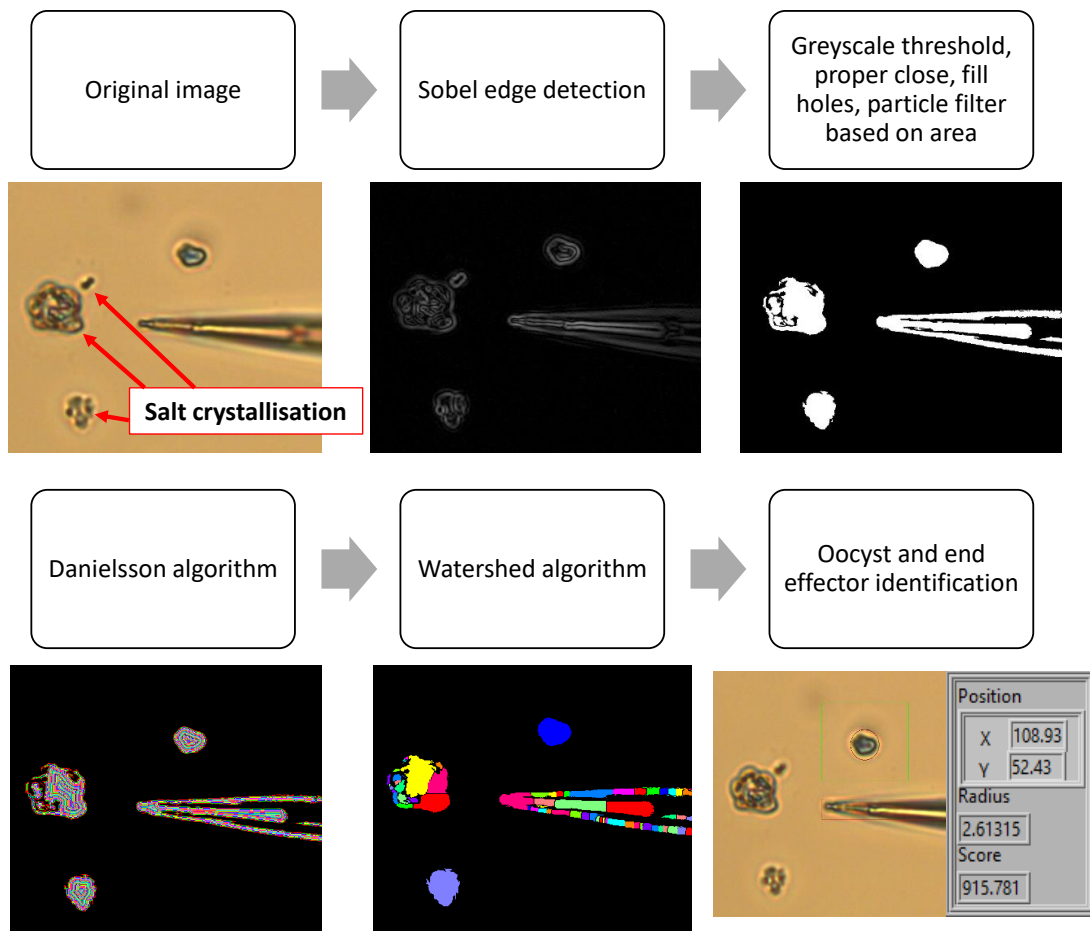 Original image
Sobel edge detection
Greyscale threshold,
proper close, fill
holes, particle filter
based on area
Salt crystallisation
Danielsson algorithm
Watershed algorithm
Oocyst and end
effector identification
Position
X 108.93
Y 52.43
Radius
2.61315
Score
915.781